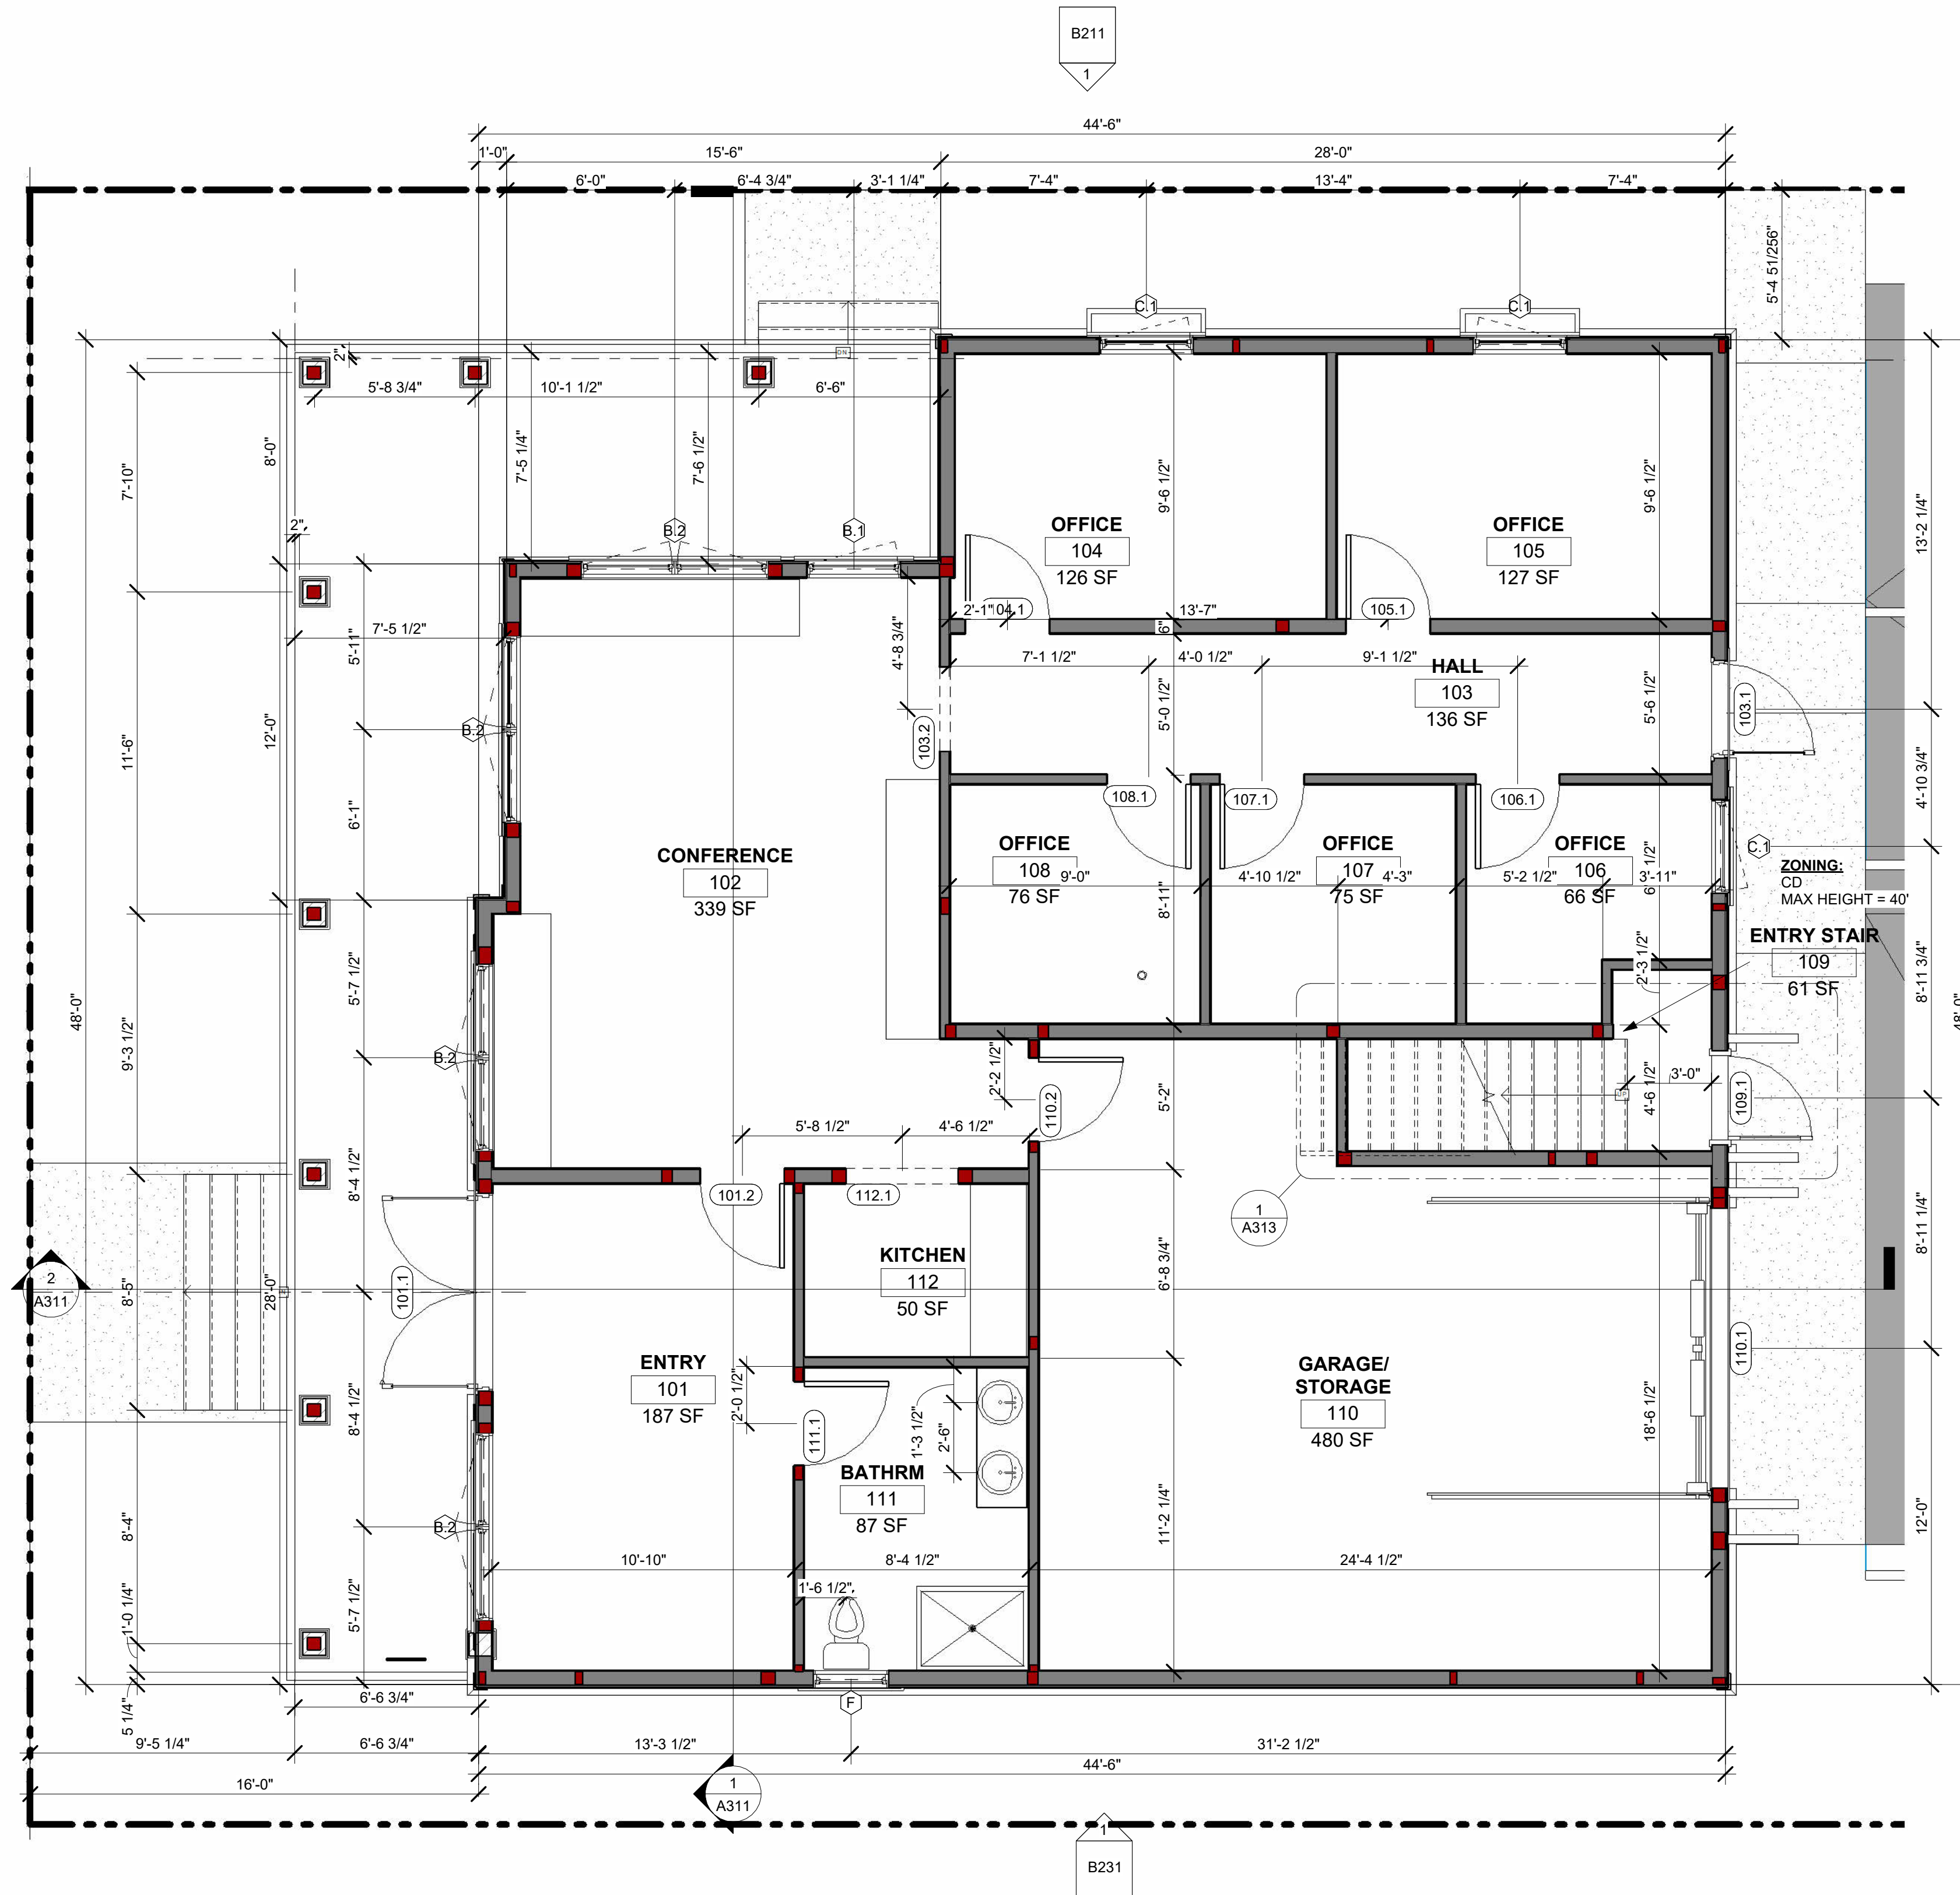 B211
1
44'-6"
1'-0"
15'-6"
28'-0"
6'-0"
6'-4 3/4"
3'-1 1/4"
7'-4"
13'-4"
7'-4"
5'-4 51/256"
C.1
C.1
2"
DN
5'-8 3/4"
10'-1 1/2"
6'-6"
8'-0"
7'-10"
7'-5 1/4"
7'-6 1/2"
9'-6 1/2"
9'-6 1/2"
13'-2 1/4"
2"
B.2
B.1
OFFICE
104
126 SF
OFFICE
105
127 SF
2'-1"
04.1
13'-7"
105.1
6"
7'-5 1/2"
5'-11"
4'-8 3/4"
7'-1 1/2"
4'-0 1/2"
9'-1 1/2"
HALL
103
136 SF
5'-0 1/2"
5'-6 1/2"
103.1
103.2
12'-0"
11'-6"
B.2
6'-1"
4'-10 3/4"
108.1
107.1
106.1
CONFERENCE
102
339 SF
OFFICE
108
76 SF
9'-0"
OFFICE
107
75 SF
4'-10 1/2"
4'-3"
OFFICE
106
66 SF
5'-2 1/2"
3'-11"
8'-11"
C.1
ZONING:
CD
MAX HEIGHT = 40'
ENTRY STAIR
109
61 SF
2'-3 1/2"
8'-11 3/4"
48'-0"
48'-0"
5'-7 1/2"
9'-3 1/2"
B.2
2'-2 1/2"
110.2
5'-2"
UP
3'-0"
4'-6 1/2"
109.1
5'-8 1/2"
4'-6 1/2"
8'-4 1/2"
101.2
112.1
1
A313
KITCHEN
112
50 SF
6'-8 3/4"
8'-11 1/4"
2
A311
8'-5"
28'-0"
101.1
ENTRY
101
187 SF
2'-0 1/2"
GARAGE/
STORAGE
110
480 SF
110.1
8'-4 1/2"
111.1
1'-3 1/2"
2'-6"
18'-6 1/2"
BATHRM
111
87 SF
8'-4"
B.2
11'-2 1/4"
12'-0"
10'-10"
8'-4 1/2"
24'-4 1/2"
1'-6 1/2"
1'-0 1/4"
5'-7 1/2"
5 1/4"
6'-6 3/4"
F
9'-5 1/4"
6'-6 3/4"
13'-3 1/2"
31'-2 1/2"
44'-6"
16'-0"
1
A311
1
B231